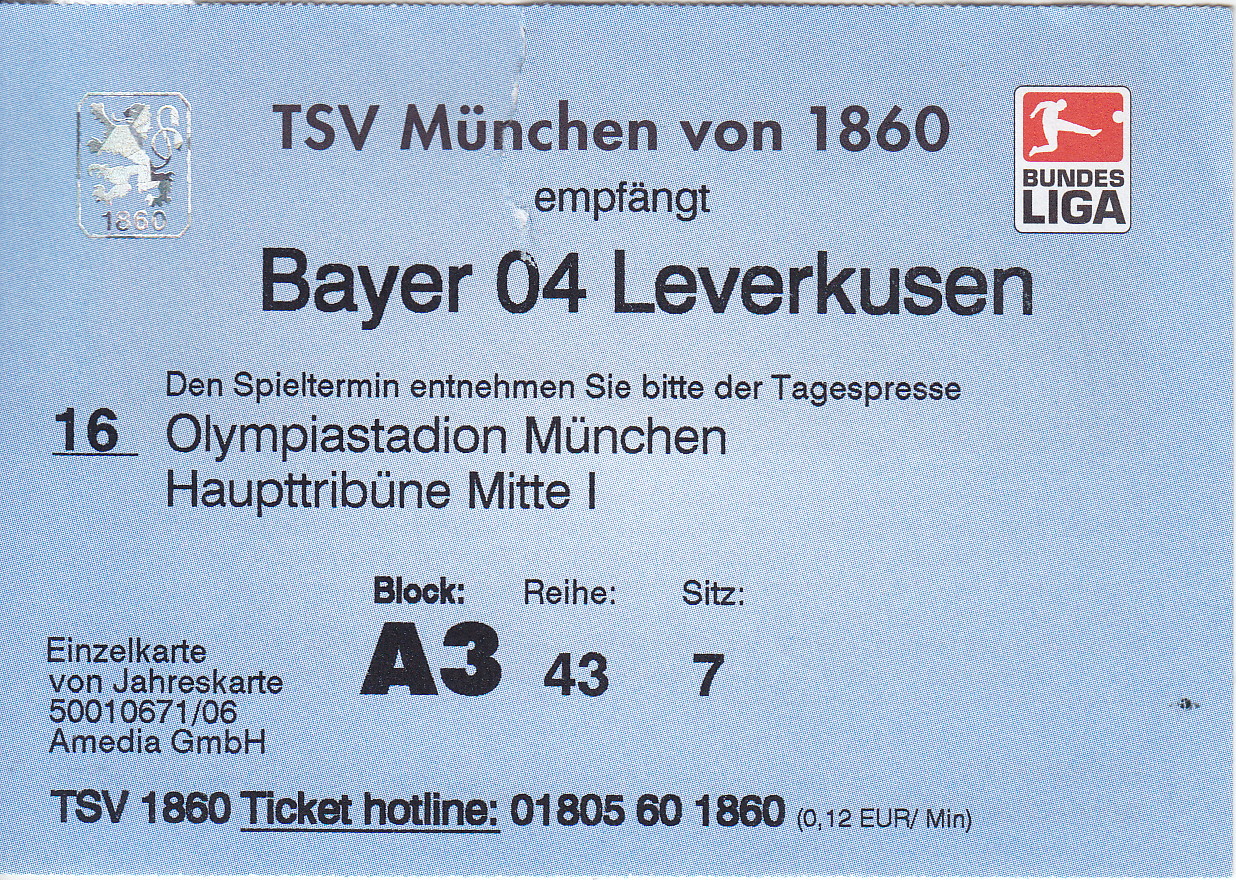 TSV München von 1860
empfängt
Bayer 04 Leverkusen
1860
BUNDES
LIGA
Den Spieltermin entnehmen Sie bitte der Tagespresse
16 Olympiastadion München
Haupttribüne Mitte I
Block: Reihe: Sitz:
A3 43 7
Einzelkarte
von Jahreskarte
50010671/06
Amedia GmbH
TSV 1860 Ticket hotline: 01805 60 1860 (0,12 EUR/ Min)